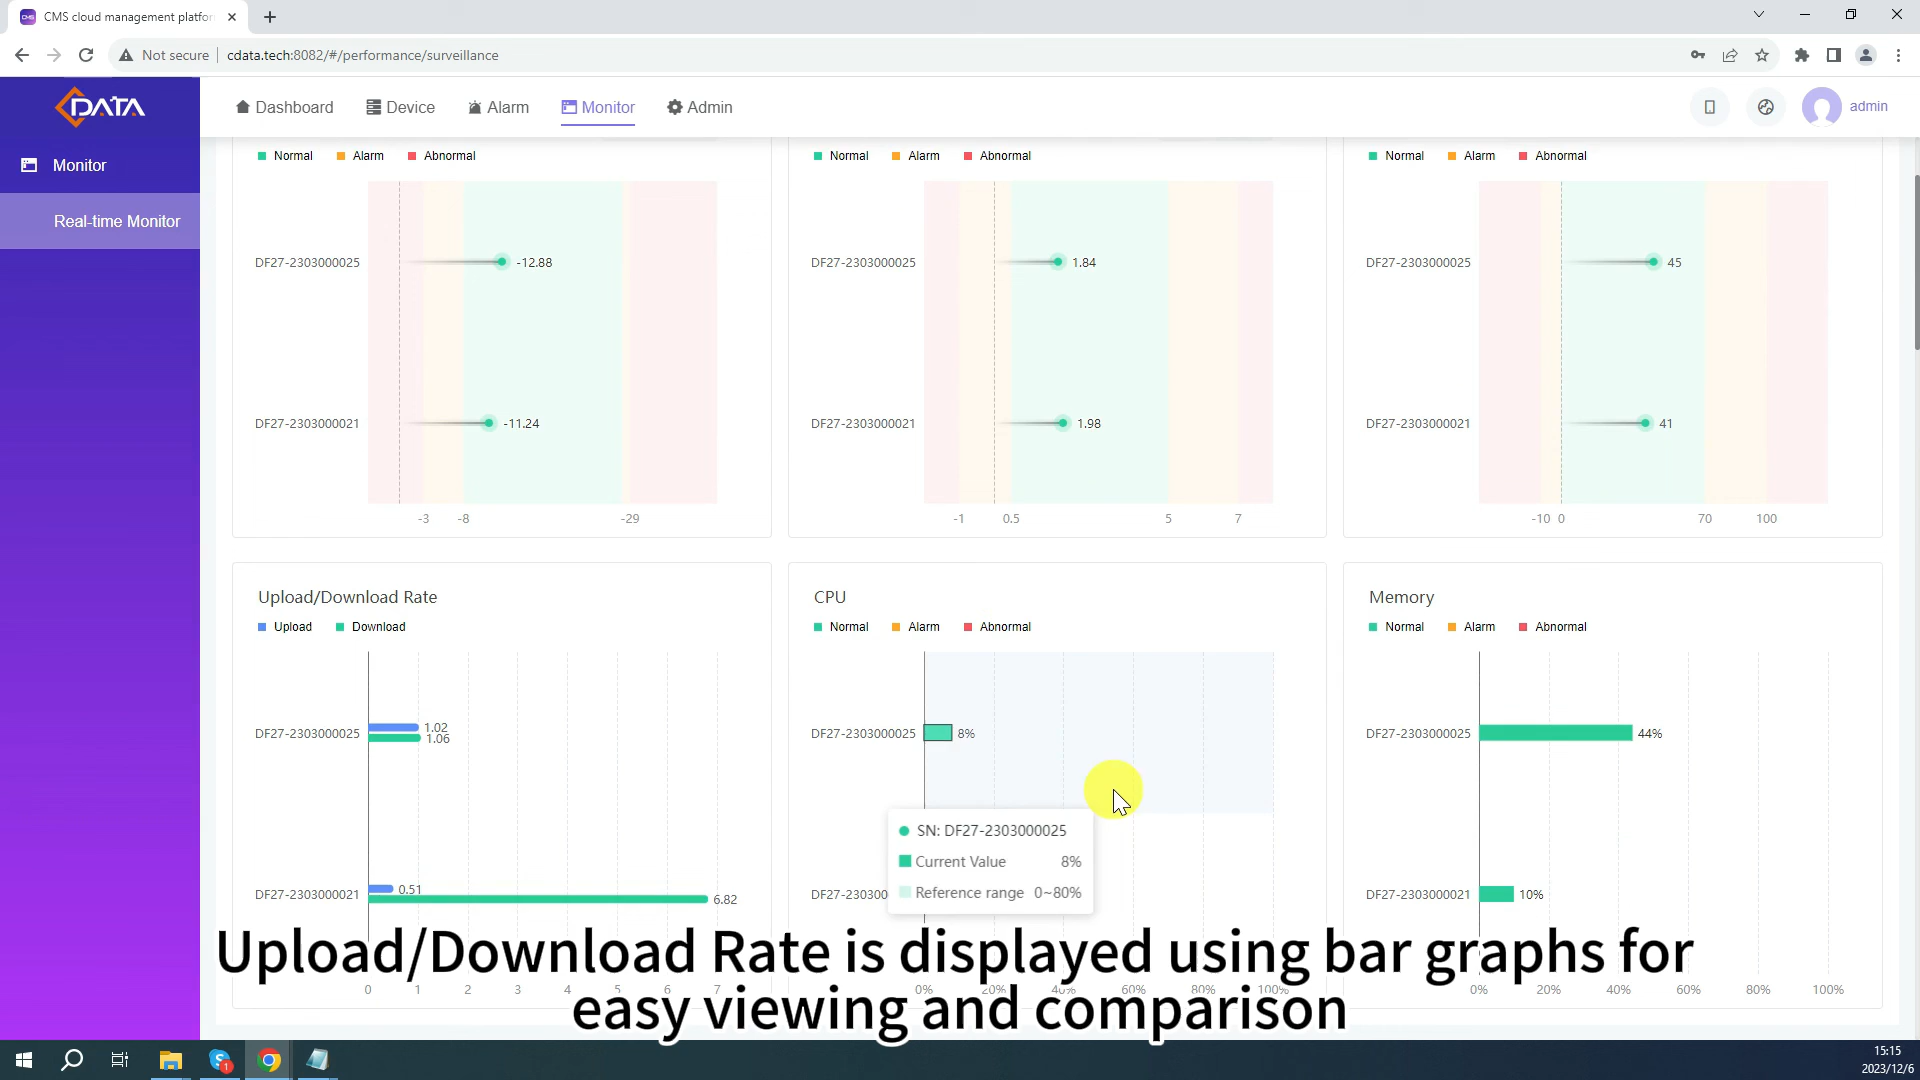 CMS cloud management platfor
Not secure
cdata.tech:8082/#/performance/surveillance
DATA
Dashboard
Device
Alarm
Monitor
Admin
admin
Monitor
Real-time Monitor
Normal Alarm Abnormal
DF27-2303000025
-12.88
DF27-2303000021
-11.24
-3 -8 -29
Normal Alarm Abnormal
DF27-2303000025
1.84
DF27-2303000021
1.98
-1 0.5 5 7
Normal Alarm Abnormal
DF27-2303000025
45
DF27-2303000021
41
-10 0 70 100
Upload/Download Rate
Upload Download
DF27-2303000025
1.02
1.06
DF27-2303000021
0.51
6.82
0 1 2 3 4 5 6 7
CPU
Normal Alarm Abnormal
DF27-2303000025
8%
SN: DF27-2303000025
Current Value 8%
Reference range 0~80%
DF27-23030
0% 20% 40% 60% 80% 100%
Memory
Normal Alarm Abnormal
DF27-2303000025
44%
DF27-2303000021
10%
0% 20% 40% 60% 80% 100%
Upload/Download Rate is displayed using bar graphs for
easy viewing and comparison
1
15:15
2023/12/6